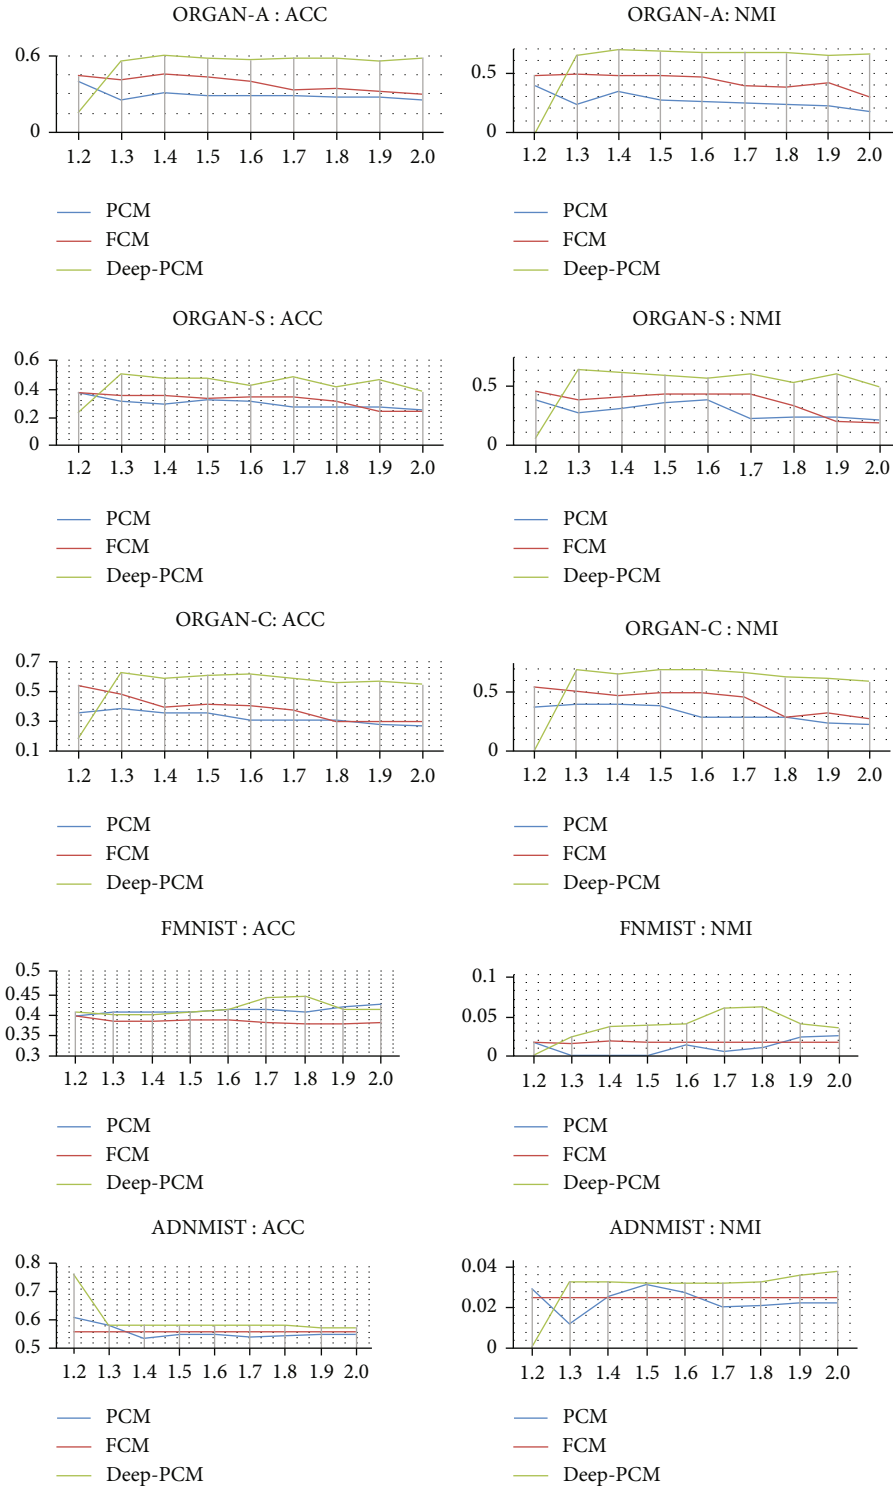 ORGAN-A : ACC
0.6
0
1.2 1.3 1.4 1.5 1.6 1.7 1.8 1.9 2.0
PCM
FCM
Deep-PCM
ORGAN-A: NMI
0.5
0
1.2 1.3 1.4 1.5 1.6 1.7 1.8 1.9 2.0
PCM
FCM
Deep-PCM
ORGAN-S : ACC
0.6
0.4
0.2
0
1.2 1.3 1.4 1.5 1.6 1.7 1.8 1.9 2.0
PCM
FCM
Deep-PCM
ORGAN-S : NMI
0.5
0
1.2 1.3 1.4 1.5 1.6 1.7 1.8 1.9 2.0
PCM
FCM
Deep-PCM
ORGAN-C: ACC
0.7
0.5
0.3
0.1
1.2 1.3 1.4 1.5 1.6 1.7 1.8 1.9 2.0
PCM
FCM
Deep-PCM
ORGAN-C : NMI
0.5
0
1.2 1.3 1.4 1.5 1.6 1.7 1.8 1.9 2.0
PCM
FCM
Deep-PCM
FMNIST : ACC
0.5
0.45
0.4
0.35
0.3
1.2 1.3 1.4 1.5 1.6 1.7 1.8 1.9 2.0
PCM
FCM
Deep-PCM
FNMIST : NMI
0.1
0.05
0
1.2 1.3 1.4 1.5 1.6 1.7 1.8 1.9 2.0
PCM
FCM
Deep-PCM
ADNMIST : ACC
0.8
0.7
0.6
0.5
1.2 1.3 1.4 1.5 1.6 1.7 1.8 1.9 2.0
PCM
FCM
Deep-PCM
ADNMIST : NMI
0.04
0.02
0
1.2 1.3 1.4 1.5 1.6 1.7 1.8 1.9 2.0
PCM
FCM
Deep-PCM